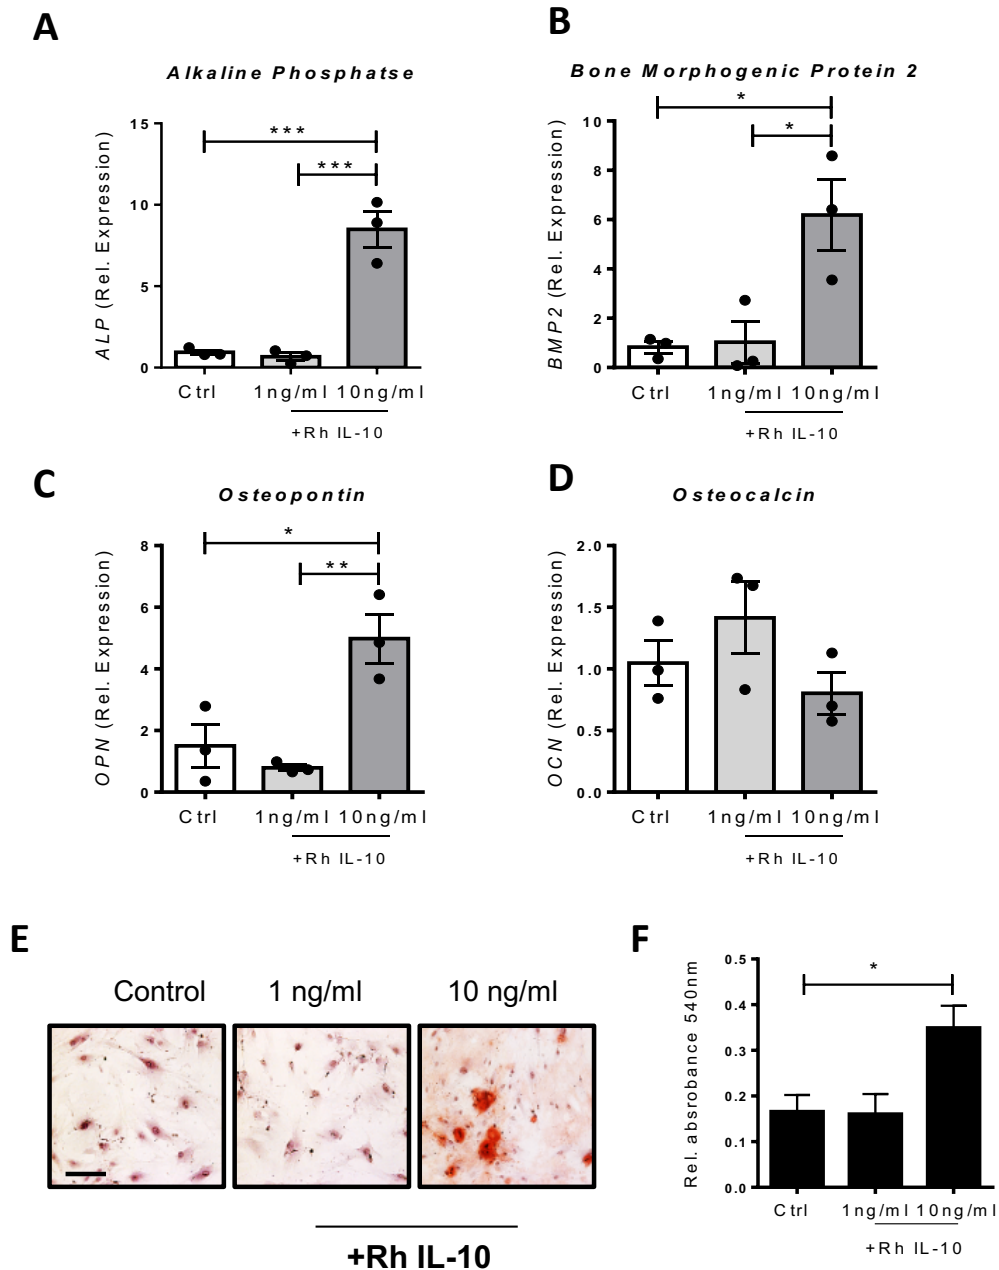 A
Alkaline Phosphatse
ALP (Rel. Expression)
15
10
5
0
***
***
Ctrl 1ng/ml 10ng/ml
+Rh IL-10
B
Bone Morphogenic Protein 2
BMP2 (Rel. Expression)
10
8
6
4
2
0
*
*
Ctrl 1ng/ml 10ng/ml
+Rh IL-10
C
Osteopontin
OPN (Rel. Expression)
8
6
4
2
0
*
**
Ctrl 1ng/ml 10ng/ml
+Rh IL-10
D
Osteocalcin
OCN (Rel. Expression)
2.0
1.5
1.0
0.5
0.0
Ctrl 1ng/ml 10ng/ml
+Rh IL-10
E
Control 1 ng/ml 10 ng/ml
+Rh IL-10
F
Rel. absrobance 540nm
0.5
0.4
0.3
0.2
0.1
0.0
*
Ctrl 1ng/ml 10ng/ml
+Rh IL-10